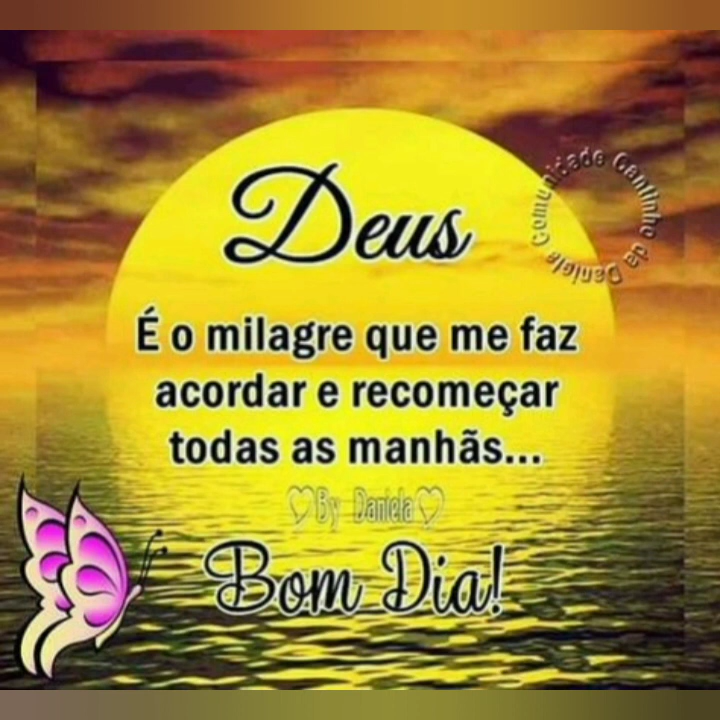 Deus
Comunidade Cantinho da Daniela
É o milagre que me faz
acordar e recomeçar
todas as manhãs...
♡By Daniela♡
Bom Dia!